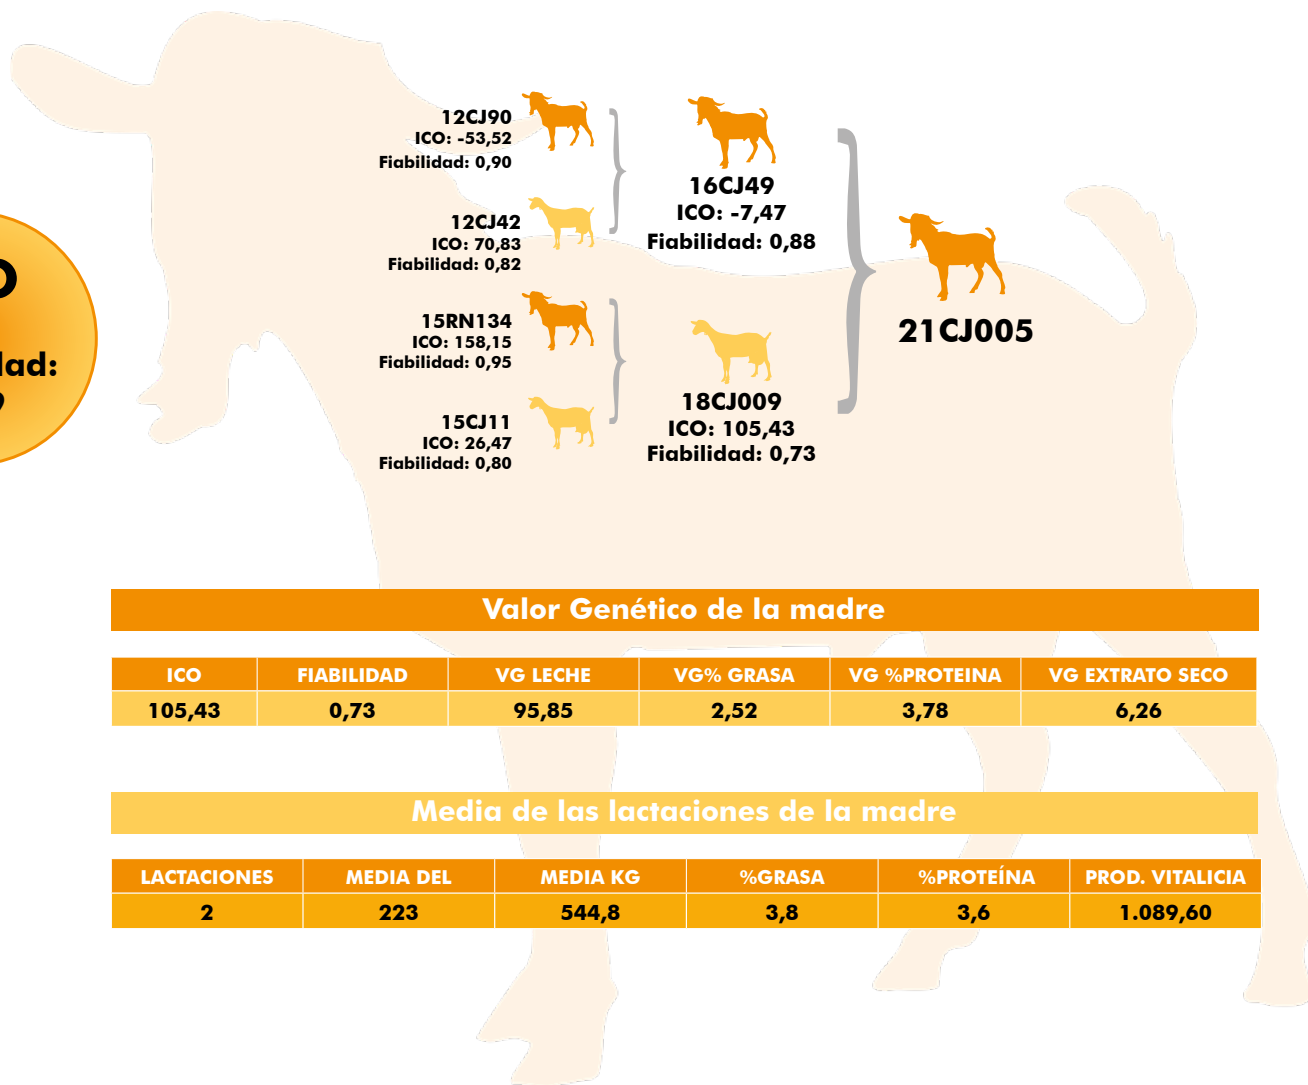 12CJ90
ICO: -53,52
Fiabilidad: 0,90
12CJ42
ICO: 70,83
Fiabilidad: 0,82
15RN134
ICO: 158,15
Fiabilidad: 0,95
15CJ11
ICO: 26,47
Fiabilidad: 0,80
16CJ49
ICO: -7,47
Fiabilidad: 0,88
18CJ009
ICO: 105,43
Fiabilidad: 0,73
21CJ005
Valor Genético de la madre
ICO FIABILIDAD VG LECHE VG% GRASA VG %PROTEINA VG EXTRATO SECO
105,43 0,73 95,85 2,52 3,78 6,26
Media de las lactaciones de la madre
LACTACIONES MEDIA DEL MEDIA KG %GRASA %PROTEÍNA PROD. VITALICIA
2 223 544,8 3,8 3,6 1.089,60